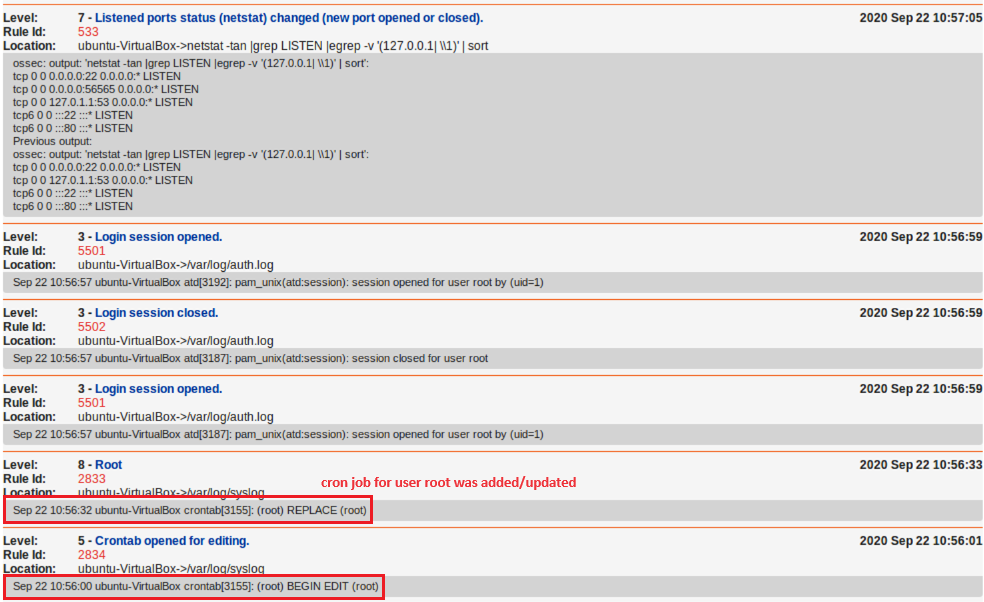 Level: 7 - Listened ports status (netstat) changed (new port opened or closed). 2020 Sep 22 10:57:05
Rule Id: 533
Location: ubuntu-VirtualBox->netstat -tan |grep LISTEN |egrep -v '(127.0.0.1| \\1)' | sort
ossec: output: 'netstat -tan |grep LISTEN |egrep -v '(127.0.0.1| \\1)' | sort':
tcp 0 0 0.0.0.0:22 0.0.0.0:* LISTEN
tcp 0 0 0.0.0.0:56565 0.0.0.0:* LISTEN
tcp 0 0 127.0.1.1:53 0.0.0.0:* LISTEN
tcp6 0 0 :::22 :::* LISTEN
tcp6 0 0 :::80 :::* LISTEN
Previous output:
ossec: output: 'netstat -tan |grep LISTEN |egrep -v '(127.0.0.1| \\1)' | sort':
tcp 0 0 0.0.0.0:22 0.0.0.0:* LISTEN
tcp 0 0 127.0.1.1:53 0.0.0.0:* LISTEN
tcp6 0 0 :::22 :::* LISTEN
tcp6 0 0 :::80 :::* LISTEN
Level: 3 - Login session opened. 2020 Sep 22 10:56:59
Rule Id: 5501
Location: ubuntu-VirtualBox->/var/log/auth.log
Sep 22 10:56:57 ubuntu-VirtualBox atd[3192]: pam_unix(atd:session): session opened for user root by (uid=1)
Level: 3 - Login session closed. 2020 Sep 22 10:56:59
Rule Id: 5502
Location: ubuntu-VirtualBox->/var/log/auth.log
Sep 22 10:56:57 ubuntu-VirtualBox atd[3187]: pam_unix(atd:session): session closed for user root
Level: 3 - Login session opened. 2020 Sep 22 10:56:59
Rule Id: 5501
Location: ubuntu-VirtualBox->/var/log/auth.log
Sep 22 10:56:57 ubuntu-VirtualBox atd[3187]: pam_unix(atd:session): session opened for user root by (uid=1)
Level: 8 - Root 2020 Sep 22 10:56:33
Rule Id: 2833
cron job for user root was added/updated
Location: ubuntu-VirtualBox->/var/log/syslog
Sep 22 10:56:32 ubuntu-VirtualBox crontab[3155]: (root) REPLACE (root)
Level: 5 - Crontab opened for editing. 2020 Sep 22 10:56:01
Rule Id: 2834
Location: ubuntu-VirtualBox->/var/log/syslog
Sep 22 10:56:00 ubuntu-VirtualBox crontab[3155]: (root) BEGIN EDIT (root)